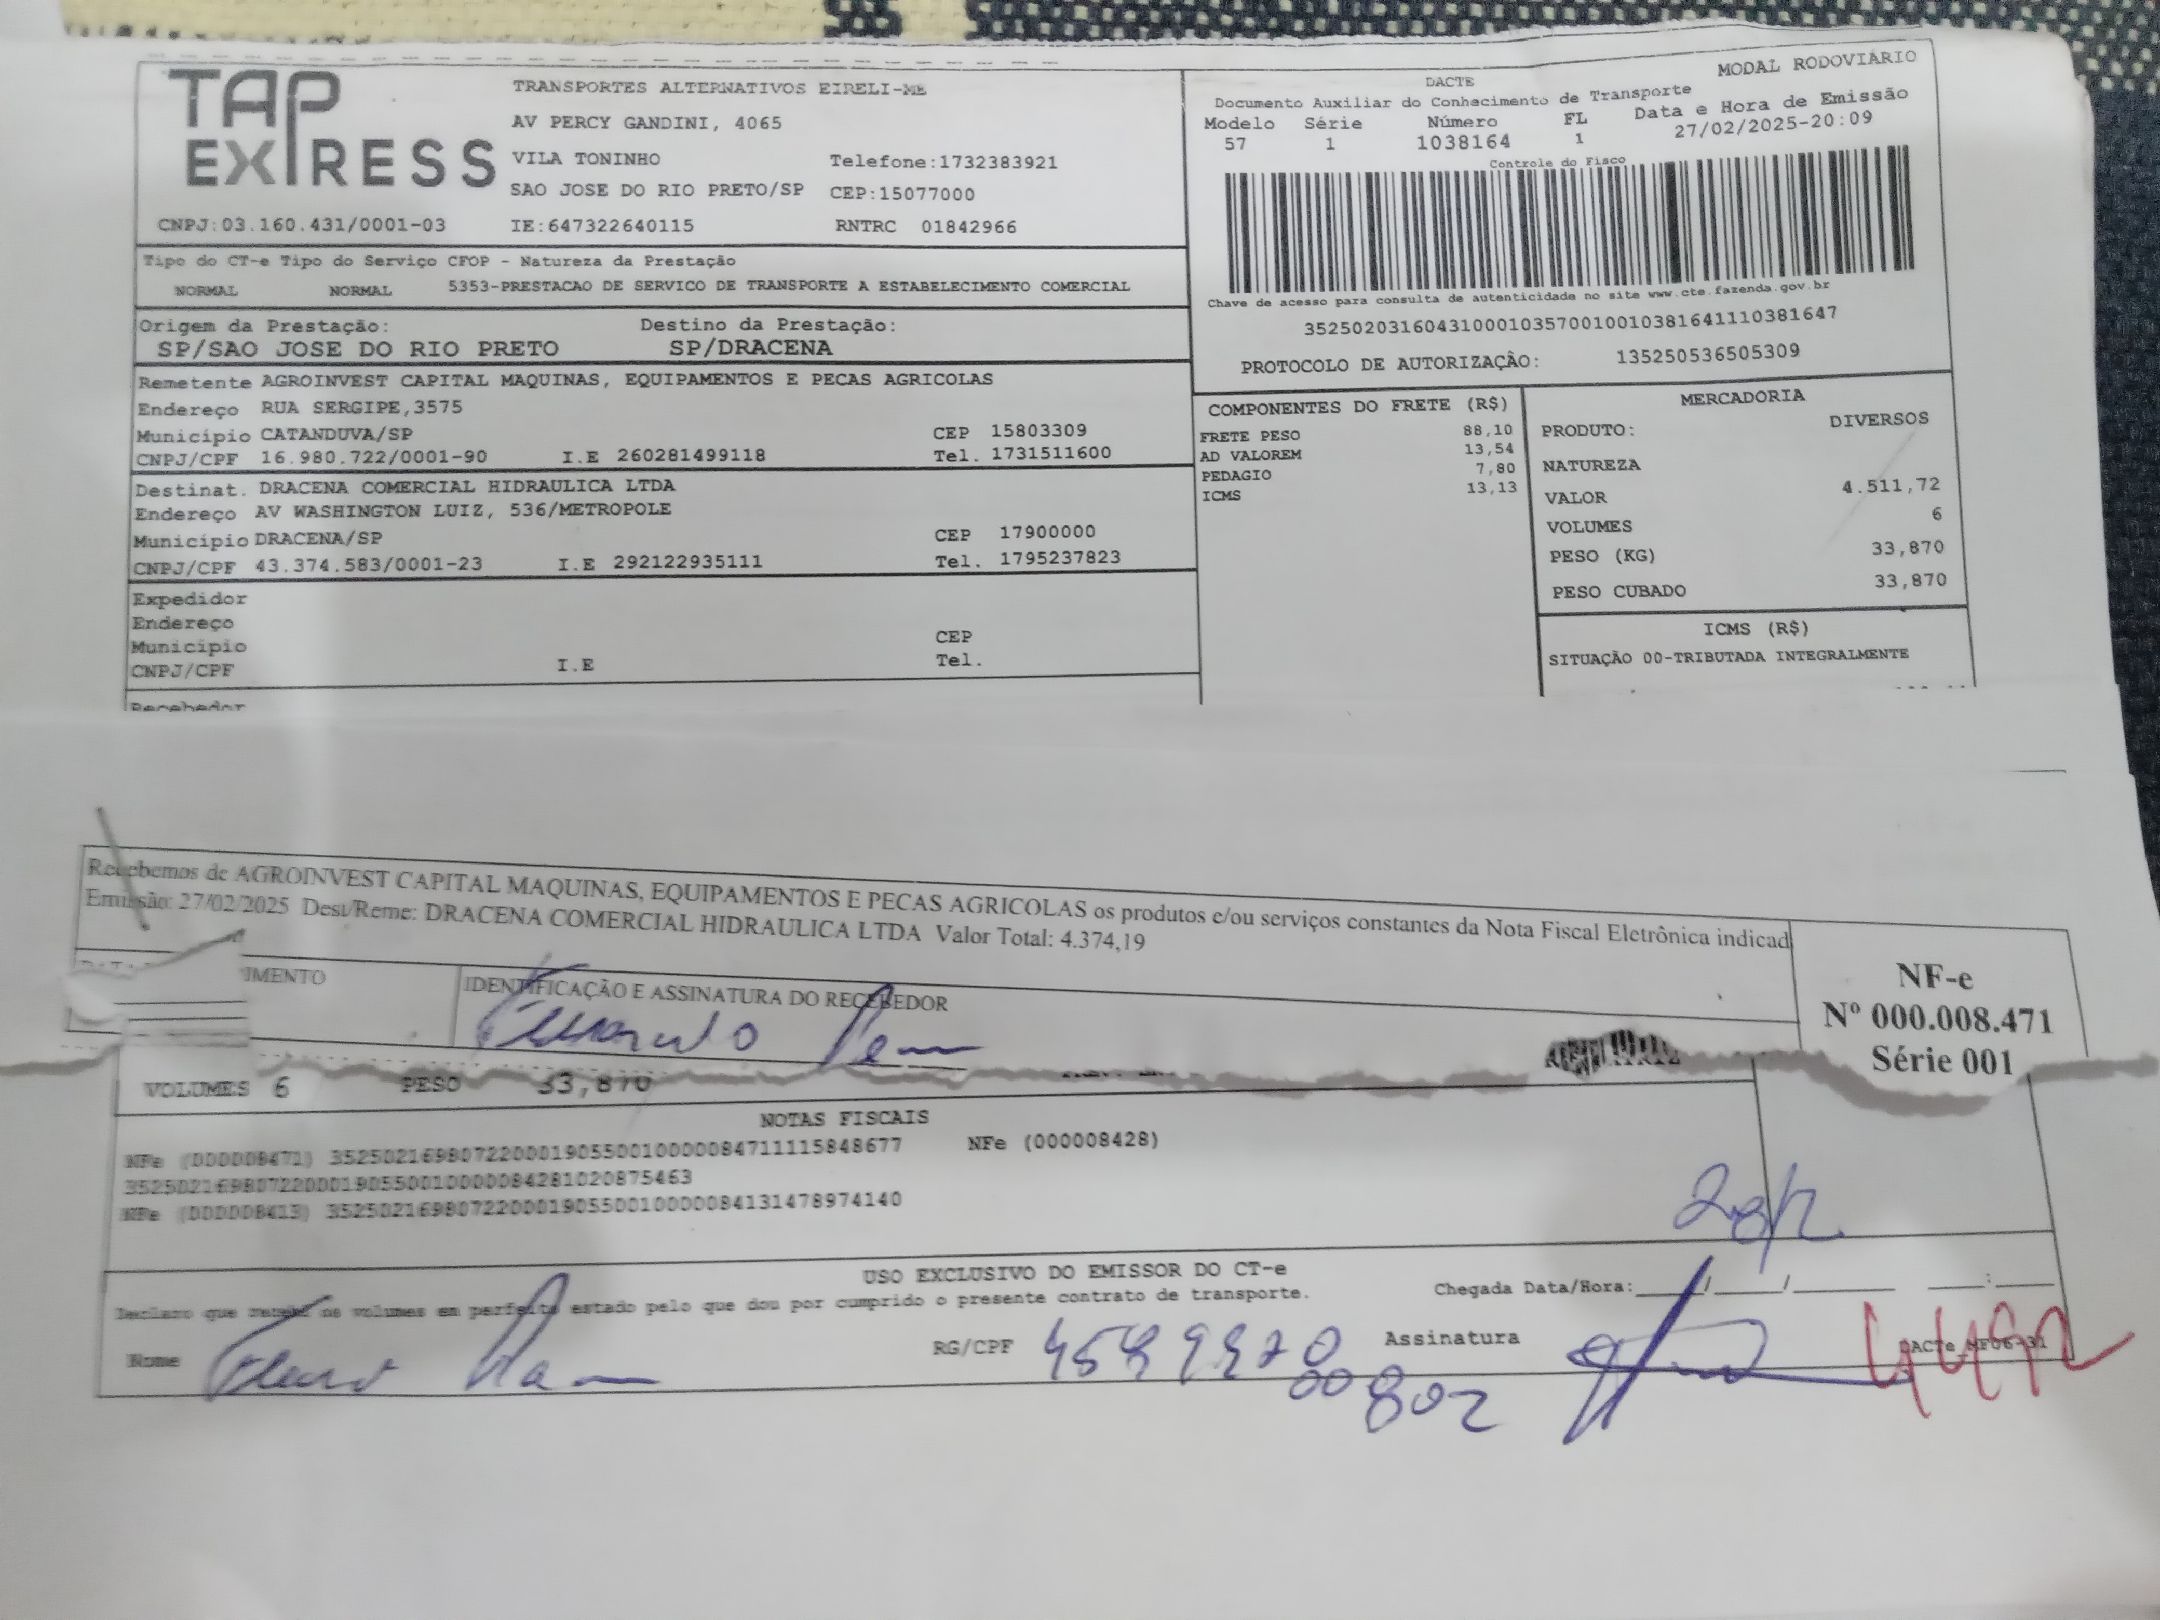 TAP EXPRESS
TRANSPORTES ALTERNATIVOS EIRELI-ME
AV PERCY GANDINI, 4065
VILA TONINHO Telefone:1732383921
SAO JOSE DO RIO PRETO/SP CEP:15077000
CNPJ:03.160.431/0001-03 IE:647322640115 RNTRC 01842966
DACTE MODAL RODOVIÁRIO
Documento Auxiliar do Conhecimento de Transporte
Modelo Série Número FL Data e Hora de Emissão
57 1 1038164 1 27/02/2025-20:09
Controle do Fisco
Chave de acesso para consulta de autenticidade no site www.cte.fazenda.gov.br
35250203160431000103570010010381641110381647
PROTOCOLO DE AUTORIZAÇÃO: 135250536505309
Tipo do CT-e Tipo do Serviço CFOP - Natureza da Prestação
NORMAL NORMAL 5353-PRESTACAO DE SERVICO DE TRANSPORTE A ESTABELECIMENTO COMERCIAL
Origem da Prestação: Destino da Prestação:
SP/SAO JOSE DO RIO PRETO SP/DRACENA
Remetente AGROINVEST CAPITAL MAQUINAS, EQUIPAMENTOS E PECAS AGRICOLAS
Endereço RUA SERGIPE,3575
Município CATANDUVA/SP CEP 15803309
CNPJ/CPF 16.980.722/0001-90 I.E 260281499118 Tel. 1731511600
Destinat. DRACENA COMERCIAL HIDRAULICA LTDA
Endereço AV WASHINGTON LUIZ, 536/METROPOLE
Município DRACENA/SP CEP 17900000
CNPJ/CPF 43.374.583/0001-23 I.E 292122935111 Tel. 1795237823
Expedidor
Endereço
Município CEP
CNPJ/CPF I.E Tel.
Recebedor
COMPONENTES DO FRETE (R$)
FRETE PESO 88,10
AD VALOREM 13,54
PEDAGIO 7,80
ICMS 13,13
MERCADORIA
PRODUTO: DIVERSOS
NATUREZA
VALOR 4.511,72
VOLUMES 6
PESO (KG) 33,870
PESO CUBADO 33,870
ICMS (R$)
SITUAÇÃO 00-TRIBUTADA INTEGRALMENTE
Recebemos de AGROINVEST CAPITAL MAQUINAS, EQUIPAMENTOS E PECAS AGRICOLAS os produtos e/ou serviços constantes da Nota Fiscal Eletrônica indicad
Emissão: 27/02/2025 Dest/Reme: DRACENA COMERCIAL HIDRAULICA LTDA Valor Total: 4.374,19
IMENTO IDENTIFICAÇÃO E ASSINATURA DO RECEBEDOR
NF-e
Nº 000.008.471
Série 001
VOLUMES 6 PESO 33,870
NOTAS FISCAIS
NFe (000008471) 35250216980722000190550010000084711115848677 NFe (000008428)
35250216980722000190550010000084281020875463
NFe (000008413) 35250216980722000190550010000084131478974140
USO EXCLUSIVO DO EMISSOR DO CT-e
Declaro que recebi os volumes em perfeito estado pelo que dou por cumprido o presente contrato de transporte.
Chegada Data/Hora:____/____/______ ___:____
Nome RG/CPF Assinatura